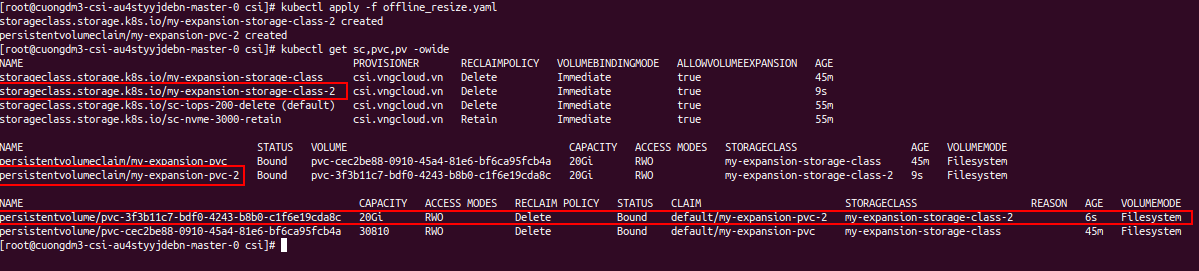 [root@cuongdm3-csi-au4styyjdebn-master-0 csi]# kubectl apply -f offline_resize.yaml
storageclass.storage.k8s.io/my-expansion-storage-class-2 created
persistentvolumeclaim/my-expansion-pvc-2 created
[root@cuongdm3-csi-au4styyjdebn-master-0 csi]# kubectl get sc,pvc,pv -owide
NAME PROVISIONER RECLAIMPOLICY VOLUMEBINDINGMODE ALLOWVOLUMEEXPANSION AGE
storageclass.storage.k8s.io/my-expansion-storage-class csi.vngcloud.vn Delete Immediate true 45m
storageclass.storage.k8s.io/my-expansion-storage-class-2 csi.vngcloud.vn Delete Immediate true 9s
storageclass.storage.k8s.io/sc-iops-200-delete (default) csi.vngcloud.vn Delete Immediate true 55m
storageclass.storage.k8s.io/sc-nvme-3000-retain csi.vngcloud.vn Retain Immediate true 55m
NAME STATUS VOLUME CAPACITY ACCESS MODES STORAGECLASS AGE VOLUMEMODE
persistentvolumeclaim/my-expansion-pvc Bound pvc-cec2be88-0910-45a4-81e6-bf6ca95fcb4a 20Gi RWO my-expansion-storage-class 45m Filesystem
persistentvolumeclaim/my-expansion-pvc-2 Bound pvc-3f3b11c7-bdf0-4243-b8b0-c1f6e19cda8c 20Gi RWO my-expansion-storage-class-2 9s Filesystem
NAME CAPACITY ACCESS MODES RECLAIM POLICY STATUS CLAIM STORAGECLASS REASON AGE VOLUMEMODE
persistentvolume/pvc-3f3b11c7-bdf0-4243-b8b0-c1f6e19cda8c 20Gi RWO Delete Bound default/my-expansion-pvc-2 my-expansion-storage-class-2 6s Filesystem
persistentvolume/pvc-cec2be88-0910-45a4-81e6-bf6ca95fcb4a 30810 RWO Delete Bound default/my-expansion-pvc my-expansion-storage-class 45m Filesystem
[root@cuongdm3-csi-au4styyjdebn-master-0 csi]#